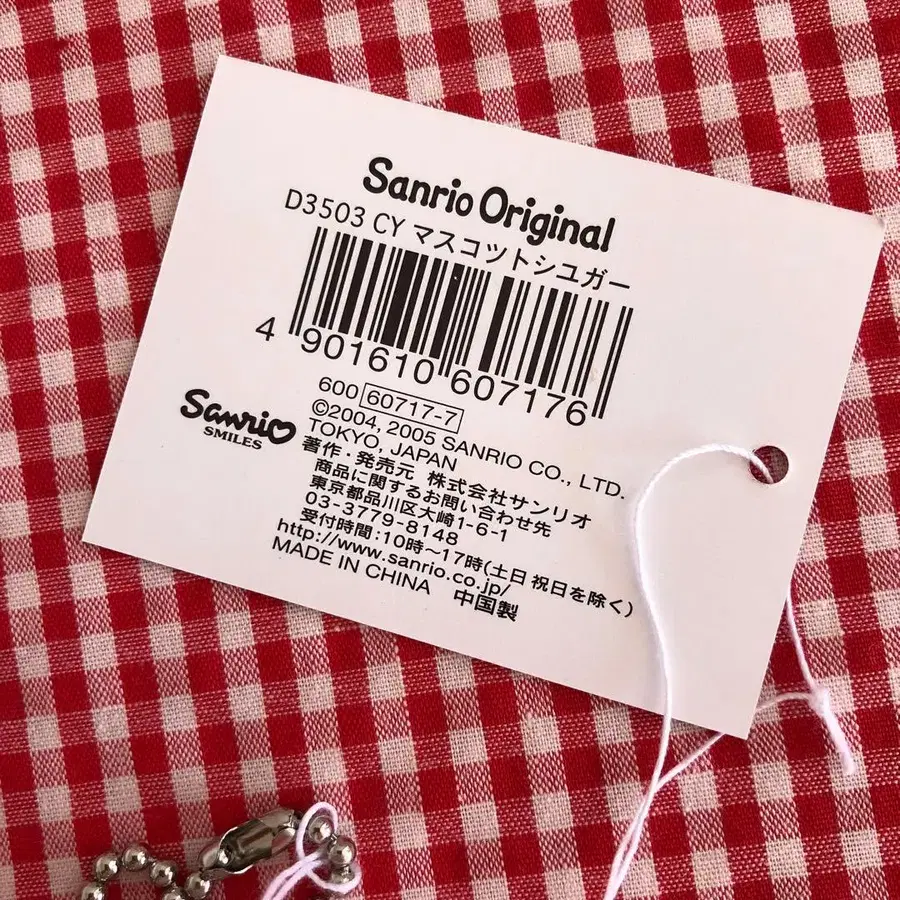 Sanrio Original
D3503 CY マスコツトシユガー
4 901610 607176
600 60717-7
©2004, 2005 SANRIO CO., LTD.
TOKYO, JAPAN
Sanrio
SMILES
著作・発売元 株式会社サンリオ
商品に関するお問い合わせ先
東京都品川区大崎1-6-1
03-3779-8148
受付時間:10時〜17時(土日祝日を除く)
http://www.sanrio.co.jp/
MADE IN CHINA 中国製